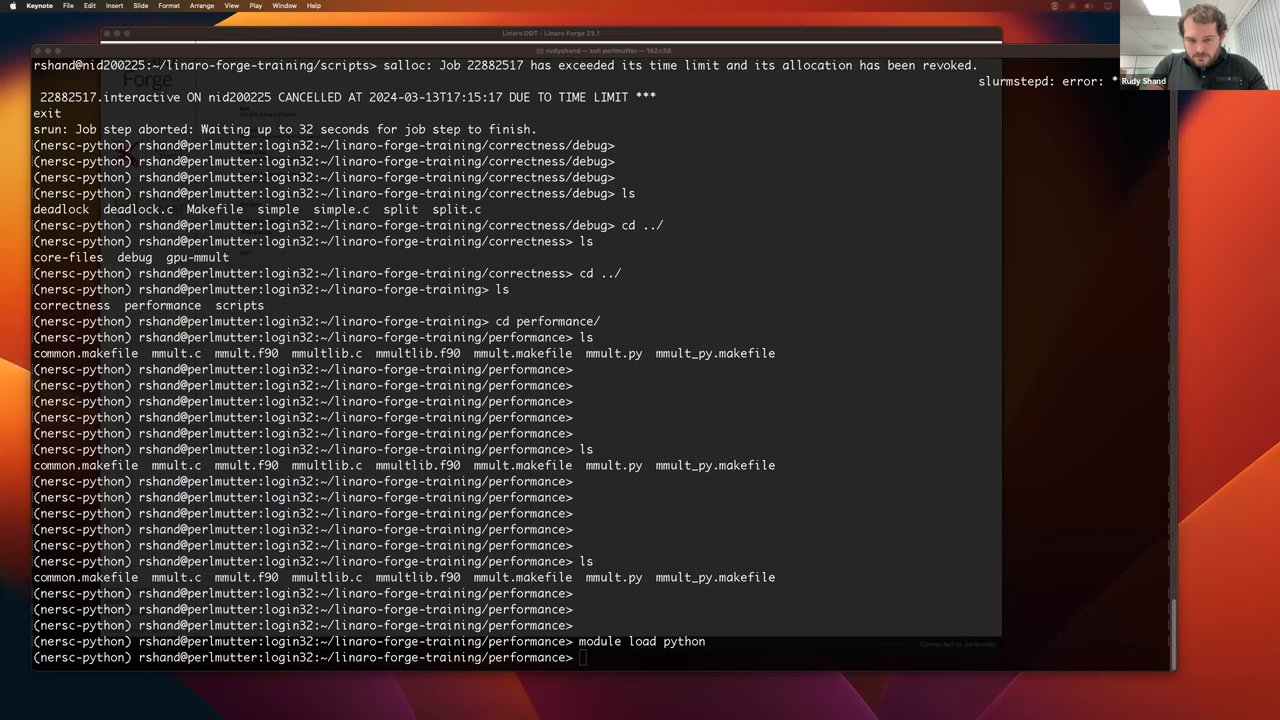 Keynote File Edit Insert Slide Format Arrange View Play Window Help
Linaro DDT - Linaro Forge 23.1
rudyshand — ssh perlmutter — 162×38
rshand@nid200225:~/linaro-forge-training/scripts> salloc: Job 22882517 has exceeded its time limit and its allocation has been revoked.
slurmstepd: error: *
Rudy Shand
22882517.interactive ON nid200225 CANCELLED AT 2024-03-13T17:15:17 DUE TO TIME LIMIT ***
exit
srun: Job step aborted: Waiting up to 32 seconds for job step to finish.
(nersc-python) rshand@perlmutter:login32:~/linaro-forge-training/correctness/debug>
(nersc-python) rshand@perlmutter:login32:~/linaro-forge-training/correctness/debug>
(nersc-python) rshand@perlmutter:login32:~/linaro-forge-training/correctness/debug>
(nersc-python) rshand@perlmutter:login32:~/linaro-forge-training/correctness/debug> ls
deadlock deadlock.c Makefile simple simple.c split split.c
(nersc-python) rshand@perlmutter:login32:~/linaro-forge-training/correctness/debug> cd ../
(nersc-python) rshand@perlmutter:login32:~/linaro-forge-training/correctness> ls
core-files debug gpu-mmult
(nersc-python) rshand@perlmutter:login32:~/linaro-forge-training/correctness> cd ../
(nersc-python) rshand@perlmutter:login32:~/linaro-forge-training> ls
correctness performance scripts
(nersc-python) rshand@perlmutter:login32:~/linaro-forge-training> cd performance/
(nersc-python) rshand@perlmutter:login32:~/linaro-forge-training/performance> ls
common.makefile mmult.c mmult.f90 mmultlib.c mmultlib.f90 mmult.makefile mmult.py mmult_py.makefile
(nersc-python) rshand@perlmutter:login32:~/linaro-forge-training/performance>
(nersc-python) rshand@perlmutter:login32:~/linaro-forge-training/performance>
(nersc-python) rshand@perlmutter:login32:~/linaro-forge-training/performance>
(nersc-python) rshand@perlmutter:login32:~/linaro-forge-training/performance>
(nersc-python) rshand@perlmutter:login32:~/linaro-forge-training/performance>
(nersc-python) rshand@perlmutter:login32:~/linaro-forge-training/performance> ls
common.makefile mmult.c mmult.f90 mmultlib.c mmultlib.f90 mmult.makefile mmult.py mmult_py.makefile
(nersc-python) rshand@perlmutter:login32:~/linaro-forge-training/performance>
(nersc-python) rshand@perlmutter:login32:~/linaro-forge-training/performance>
(nersc-python) rshand@perlmutter:login32:~/linaro-forge-training/performance>
(nersc-python) rshand@perlmutter:login32:~/linaro-forge-training/performance>
(nersc-python) rshand@perlmutter:login32:~/linaro-forge-training/performance>
(nersc-python) rshand@perlmutter:login32:~/linaro-forge-training/performance> ls
common.makefile mmult.c mmult.f90 mmultlib.c mmultlib.f90 mmult.makefile mmult.py mmult_py.makefile
(nersc-python) rshand@perlmutter:login32:~/linaro-forge-training/performance>
(nersc-python) rshand@perlmutter:login32:~/linaro-forge-training/performance>
(nersc-python) rshand@perlmutter:login32:~/linaro-forge-training/performance>
(nersc-python) rshand@perlmutter:login32:~/linaro-forge-training/performance> module load python
Connected to: perlmutter
(nersc-python) rshand@perlmutter:login32:~/linaro-forge-training/performance>